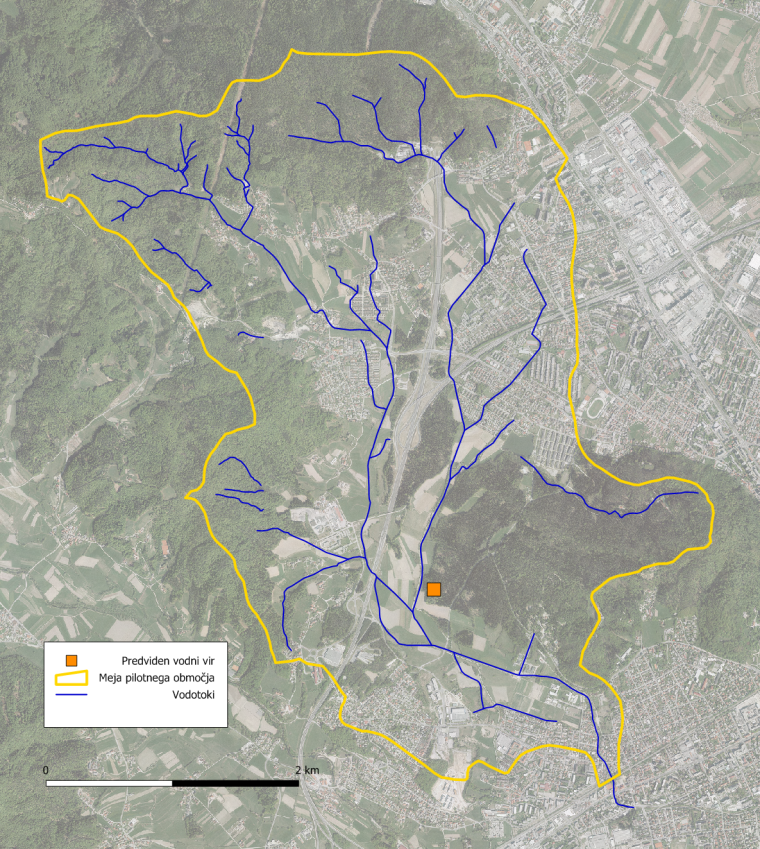 Predviden vodni vir
Meja pilotnega območja
Vodotoki
0 2 km